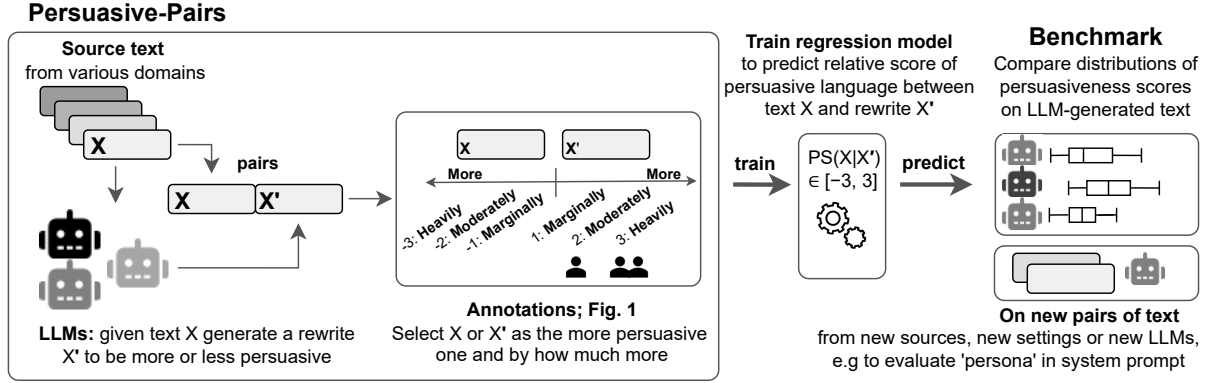 Persuasive-Pairs
Source text
from various domains
X
pairs
X X'
LLMs: given text X generate a rewrite
X' to be more or less persuasive
X X'
More More
-3: Heavily
-2: Moderately
-1: Marginally
1: Marginally
2: Moderately
3: Heavily
Annotations; Fig. 1
Select X or X' as the more persuasive
one and by how much more
Train regression model
to predict relative score of
persuasive language between
text X and rewrite X'
train
PS(X|X')
∈ [−3, 3]
predict
Benchmark
Compare distributions of
persuasiveness scores
on LLM-generated text
On new pairs of text
from new sources, new settings or new LLMs,
e.g to evaluate 'persona' in system prompt